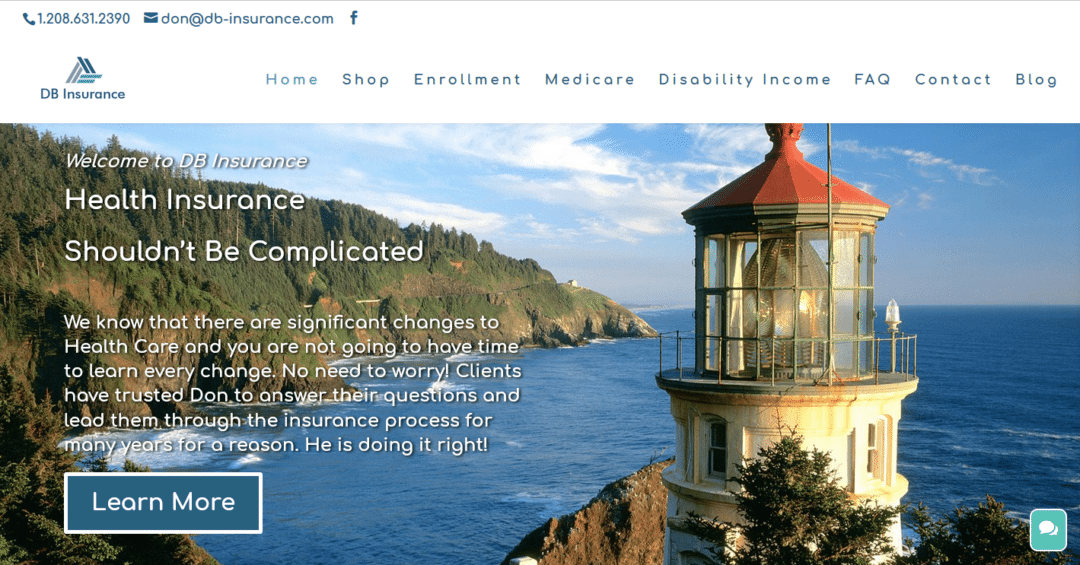 1.208.631.2390 don@db-insurance.com
DB Insurance
Home Shop Enrollment Medicare Disability Income FAQ Contact Blog
Welcome to DB Insurance
Health Insurance
Shouldn’t Be Complicated
We know that there are significant changes to
Health Care and you are not going to have time
to learn every change. No need to worry! Clients
have trusted Don to answer their questions and
lead them through the insurance process for
many years for a reason. He is doing it right!
Learn More